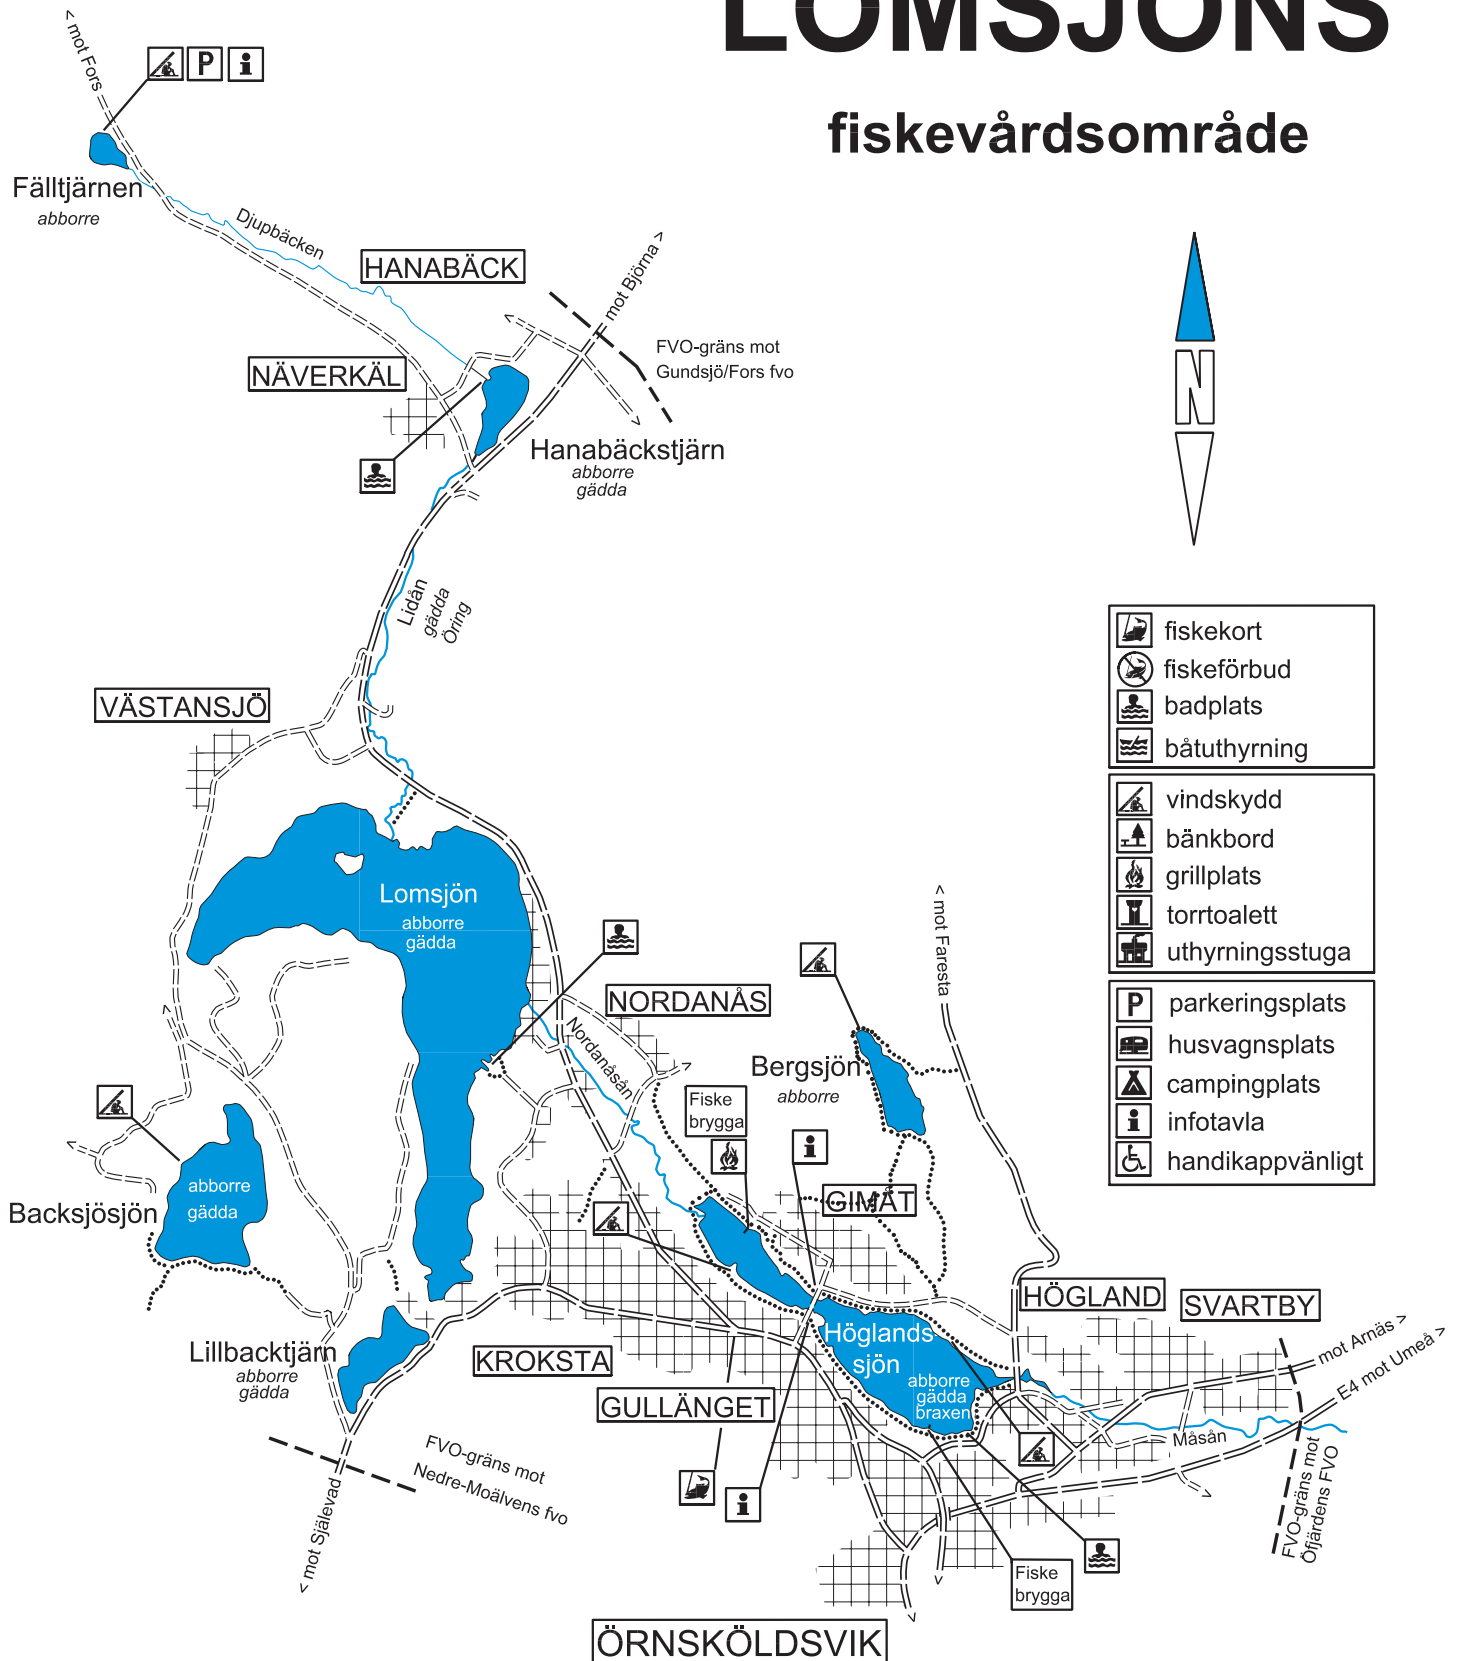 LOMSJÖNS
fiskevårdsområde
< mot Fors
P
i
Fälltjärnen
abborre
Djupbäcken
HANABÄCK
mot Björna >
NÄVERKÄL
FVO-gräns mot
Gundsjö/Fors fvo
Hanabäckstjärn
abborre
gädda
N
Lidån
gädda
Öring
fiskekort
fiskeförbud
badplats
båtuthyrning
VÄSTANSJÖ
vindskydd
bänkbord
grillplats
torrtoalett
uthyrningsstuga
Lomsjön
abborre
gädda
< mot Faresta
P parkeringsplats
husvagnsplats
campingplats
i infotavla
handikappvänligt
NORDANÅS
Nordanåsån
Bergsjön
abborre
Fiske
brygga
i
abborre
gädda
Backsjösjön
GIMÅT
HÖGLAND
SVARTBY
Höglands
sjön
abborre
gädda
braxen
Lillbacktjärn
abborre
gädda
KROKSTA
GULLÄNGET
mot Arnäs >
E4 mot Umeå >
Måsån
FVO-gräns mot
Nedre-Moälvens fvo
i
< mot Själevad
FVO-gräns mot
Öfjärdens FVO
Fiske
brygga
ÖRNSKÖLDSVIK